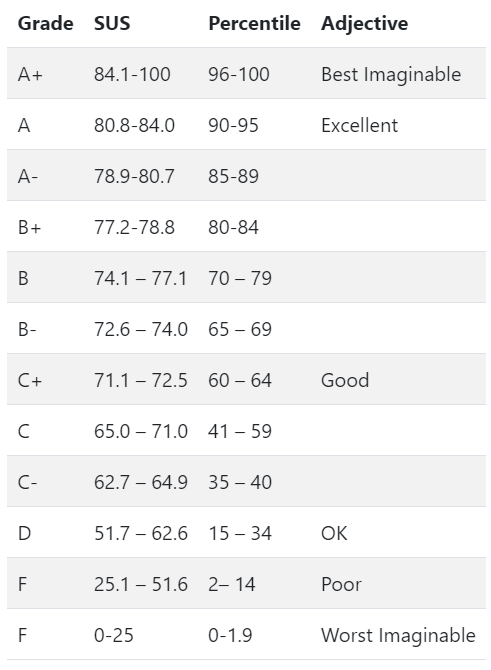 Grade SUS Percentile Adjective
A+ 84.1-100 96-100 Best Imaginable
A 80.8-84.0 90-95 Excellent
A- 78.9-80.7 85-89
B+ 77.2-78.8 80-84
B 74.1 – 77.1 70 – 79
B- 72.6 – 74.0 65 – 69
C+ 71.1 – 72.5 60 – 64 Good
C 65.0 – 71.0 41 – 59
C- 62.7 – 64.9 35 – 40
D 51.7 – 62.6 15 – 34 OK
F 25.1 – 51.6 2– 14 Poor
F 0-25 0-1.9 Worst Imaginable